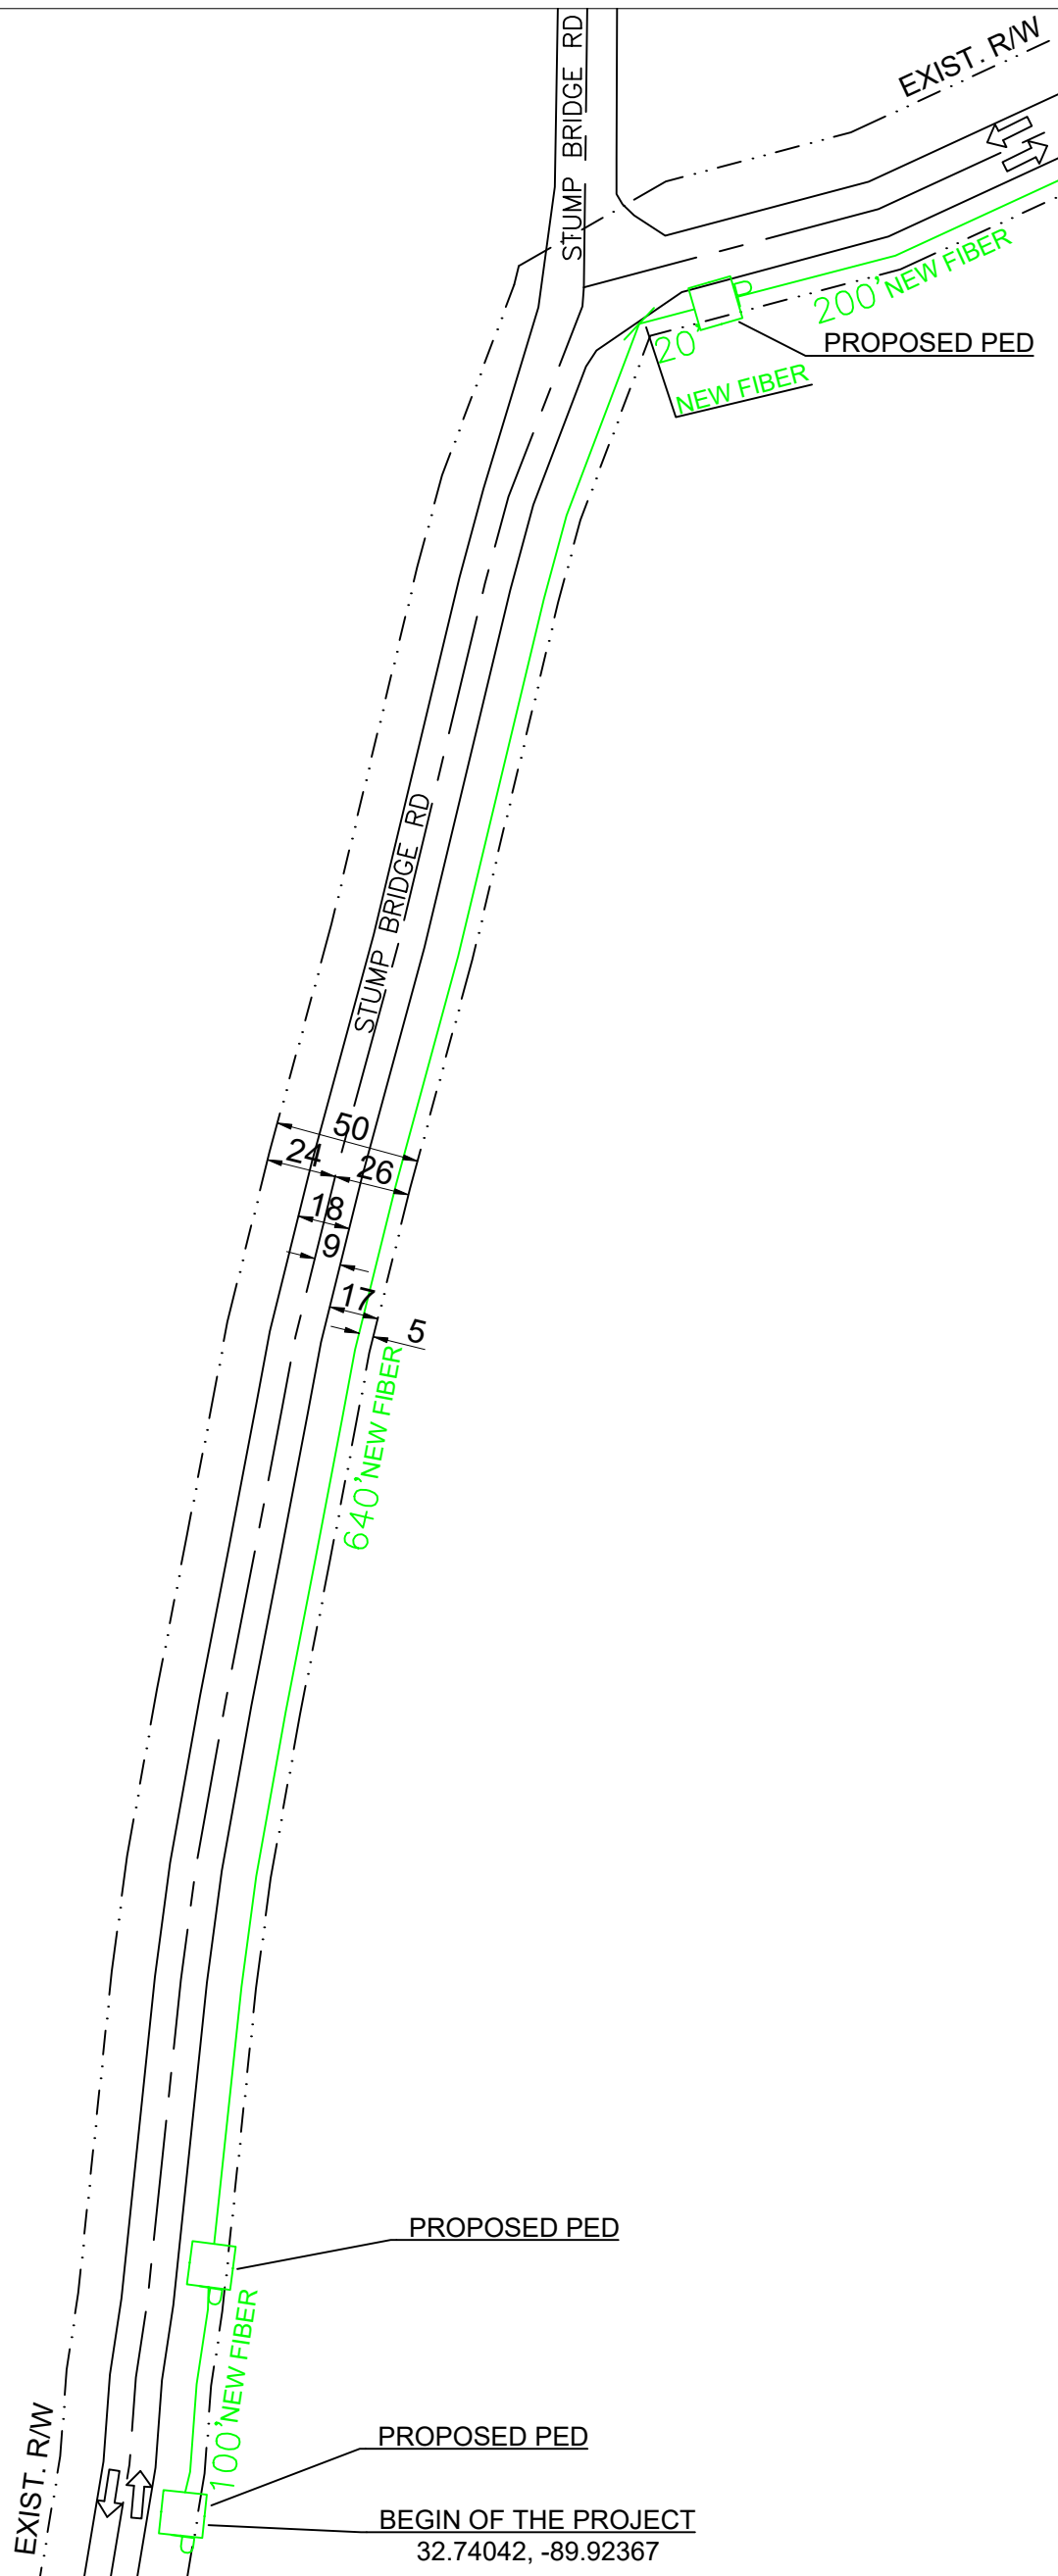 STUMP BRIDGE RD
EXIST. R/W
200' NEW FIBER
PROPOSED PED
20'
NEW FIBER
STUMP BRIDGE RD
50
24
26
18
9
17
5
640' NEW FIBER
PROPOSED PED
100' NEW FIBER
EXIST. R/W
PROPOSED PED
BEGIN OF THE PROJECT
32.74042, -89.92367